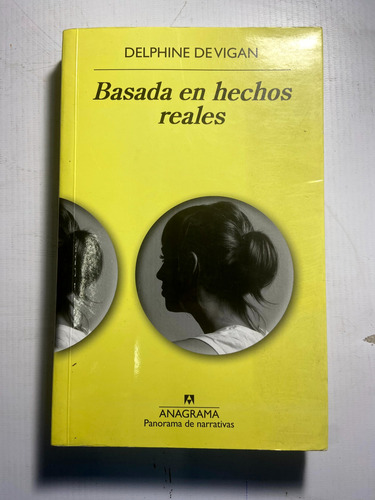 DELPHINE DE VIGAN
Basada en hechos
reales
ANAGRAMA
Panorama de narrativas